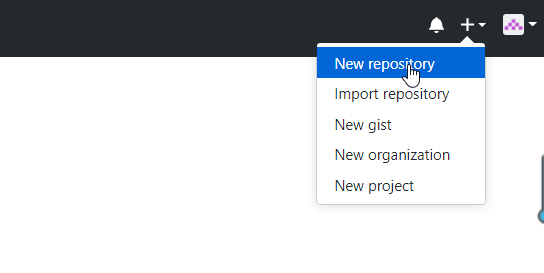 New repository
Import repository
New gist
New organization
New project